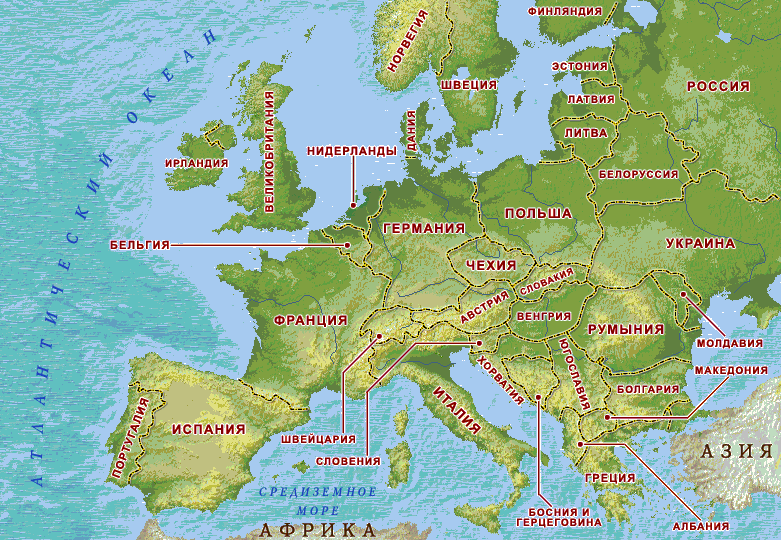 ФИНЛЯНДИЯ
НОРВЕГИЯ
ШВЕЦИЯ
ЭСТОНИЯ
РОССИЯ
ЛАТВИЯ
ЛИТВА
ДАНИЯ
ВЕЛИКОБРИТАНИЯ
ИРЛАНДИЯ
АТЛАНТИЧЕСКИЙ ОКЕАН
НИДЕРЛАНДЫ
БЕЛОРУССИЯ
ПОЛЬША
ГЕРМАНИЯ
БЕЛЬГИЯ
УКРАИНА
ЧЕХИЯ
СЛОВАКИЯ
АВСТРИЯ
ВЕНГРИЯ
ФРАНЦИЯ
РУМЫНИЯ
МОЛДАВИЯ
МАКЕДОНИЯ
ХОРВАТИЯ
ЮГОСЛАВИЯ
БОЛГАРИЯ
ИТАЛИЯ
ПОРТУГАЛИЯ
ИСПАНИЯ
ШВЕЙЦАРИЯ
СЛОВЕНИЯ
АЗИЯ
ГРЕЦИЯ
СРЕДИЗЕМНОЕ
МОРЕ
БОСНИЯ И
ГЕРЦЕГОВИНА
АЛБАНИЯ
АФРИКА